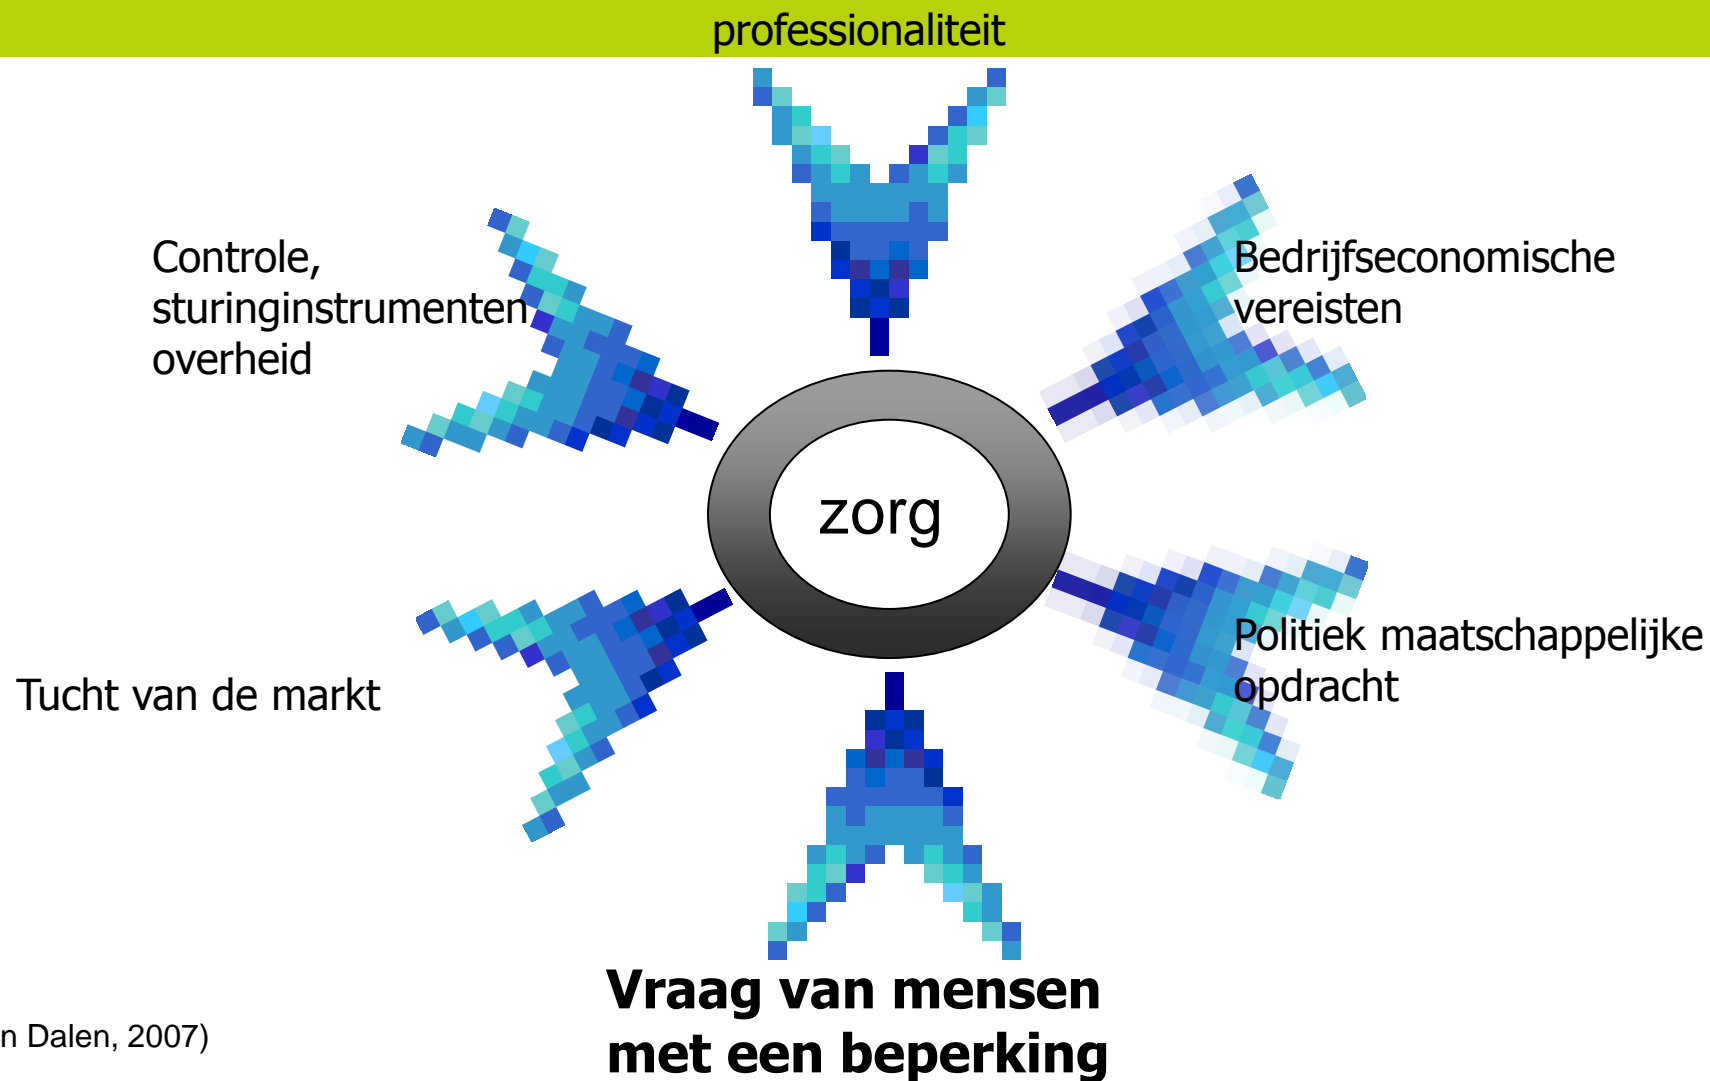 professionaliteit
Controle,
sturinginstrumenten
overheid
Bedrijfseconomische
vereisten
zorg
Politiek maatschappelijke
opdracht
Tucht van de markt
Vraag van mensen
met een beperking
n Dalen, 2007)